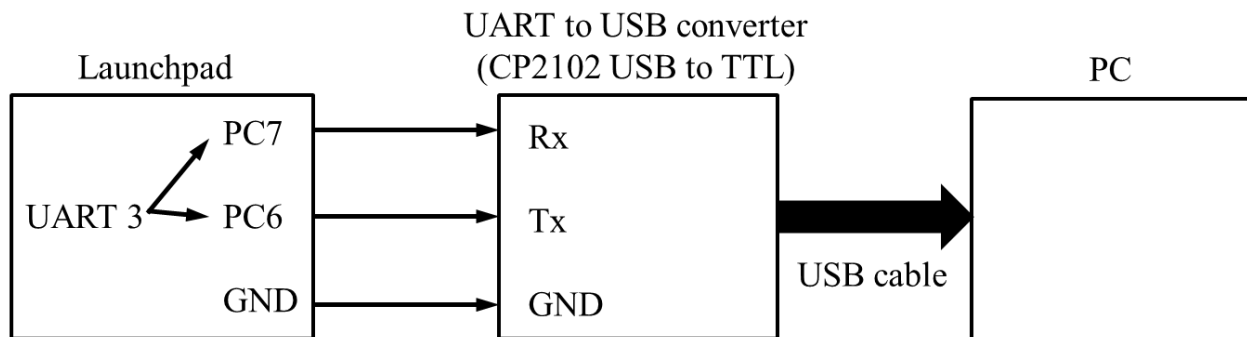 UART to USB converter
(CP2102 USB to TTL)
Launchpad
PC
PC7
Rx
UART 3
PC6
Tx
USB cable
GND
GND